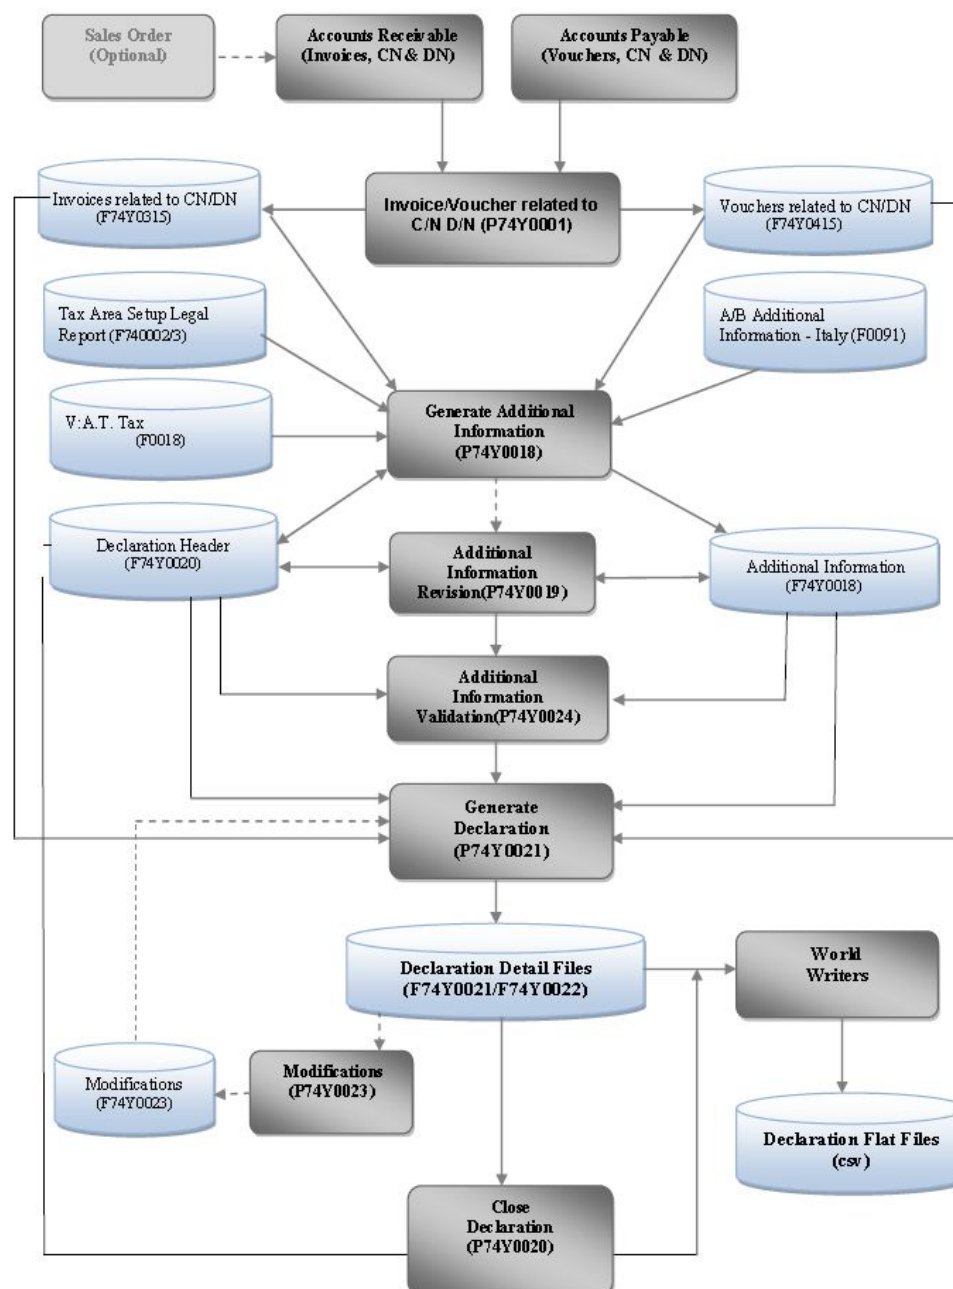 Sales Order
(Optional)
Accounts Receivable
(Invoices, CN & DN)
Accounts Payable
(Vouchers, CN & DN)
Invoices related to CN/DN
(F74Y0315)
Invoice/Voucher related to
C/N D/N (P74Y0001)
Vouchers related to CN/DN
(F74Y0415)
Tax Area Setup Legal
Report (F740002/3)
A/B Additional
Information - Italy (F0091)
V:A.T. Tax
(F0018)
Generate Additional
Information
(P74Y0018)
Declaration Header
(F74Y0020)
Additional
Information
Revision(P74Y0019)
Additional Information
(F74Y0018)
Additional
Information
Validation(P74Y0024)
Generate
Declaration
(P74Y0021)
Declaration Detail Files
(F74Y0021/F74Y0022)
World
Writers
Modifications
(F74Y0023)
Modifications
(P74Y0023)
Declaration Flat Files
(csv)
Close
Declaration
(P74Y0020)